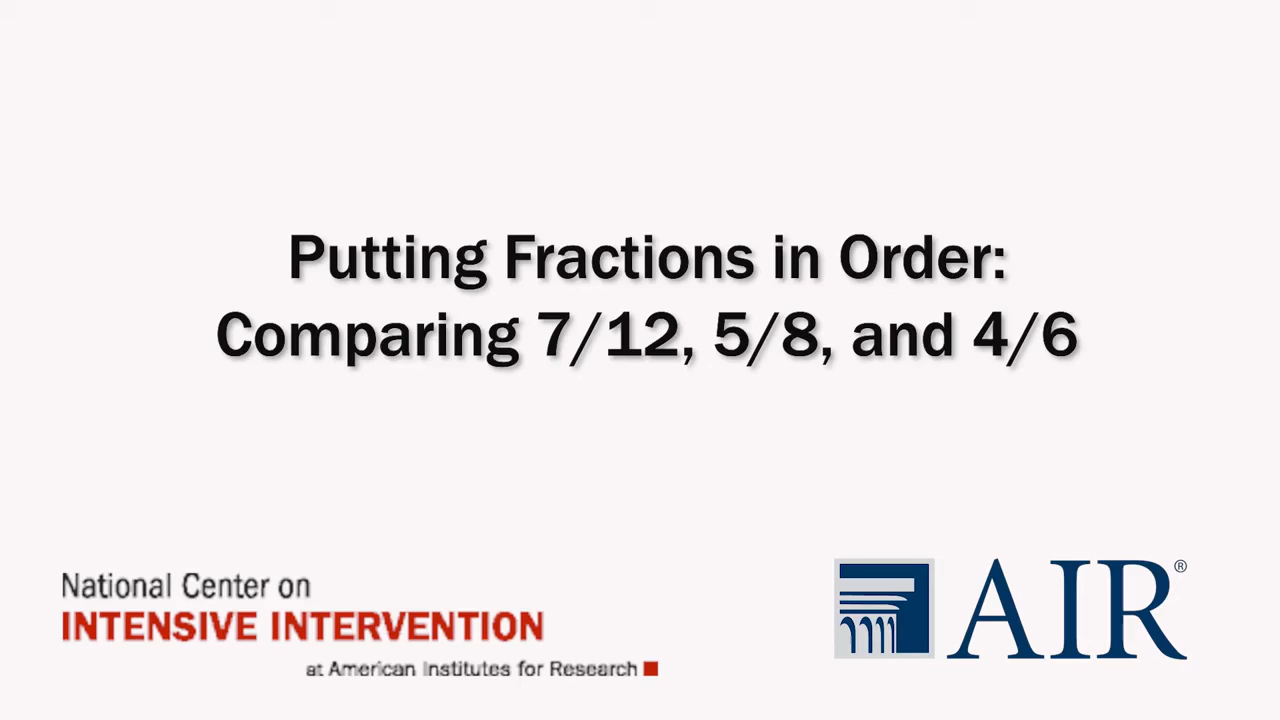 Putting Fractions in Order:
Comparing 7/12, 5/8, and 4/6
National Center on
INTENSIVE INTERVENTION
at American Institutes for Research
AIR®